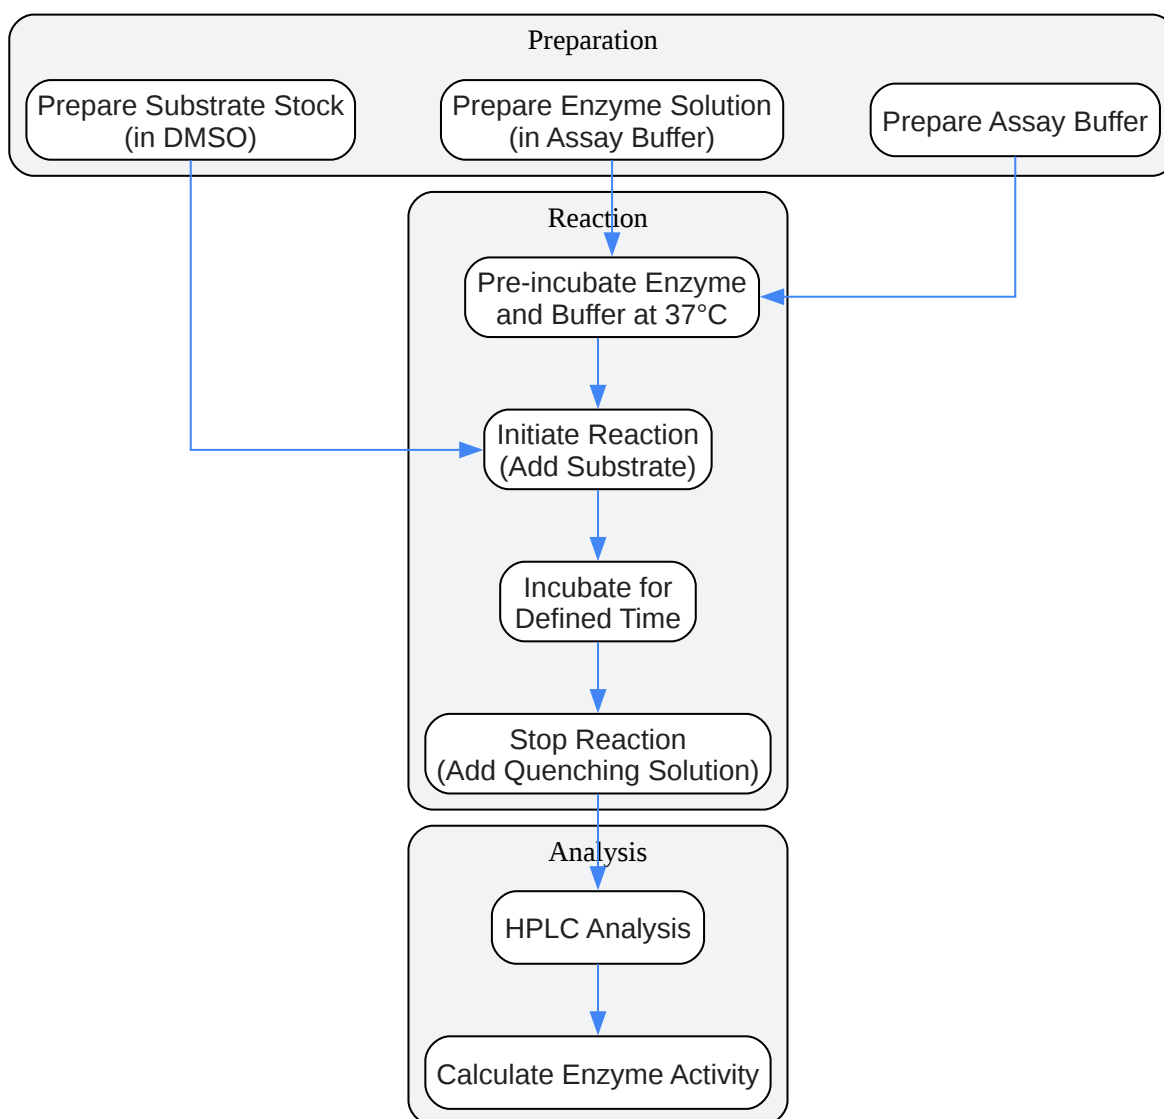 Preparation
Prepare Substrate Stock
(in DMSO)
Prepare Enzyme Solution
(in Assay Buffer)
Prepare Assay Buffer
Reaction
Pre-incubate Enzyme
and Buffer at 37°C
Initiate Reaction
(Add Substrate)
Incubate for
Defined Time
Stop Reaction
(Add Quenching Solution)
Analysis
HPLC Analysis
Calculate Enzyme Activity